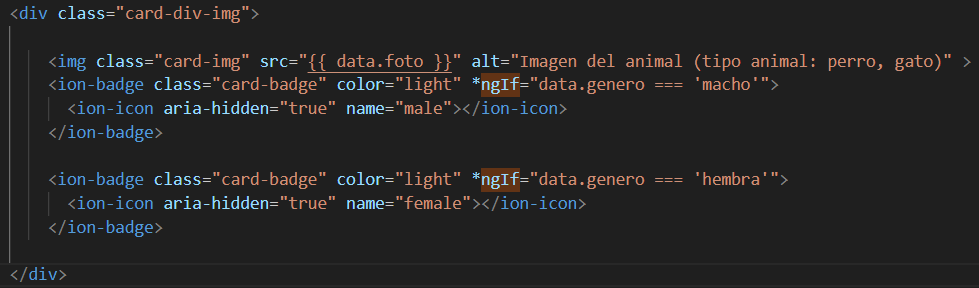 <div class="card-div-img">
<img class="card-img" src="{{ data.foto }}" alt="Imagen del animal (tipo animal: perro, gato)" >
<ion-badge class="card-badge" color="light" *ngIf="data.genero === 'macho'">
<ion-icon aria-hidden="true" name="male"></ion-icon>
</ion-badge>
<ion-badge class="card-badge" color="light" *ngIf="data.genero === 'hembra'">
<ion-icon aria-hidden="true" name="female"></ion-icon>
</ion-badge>
</div>